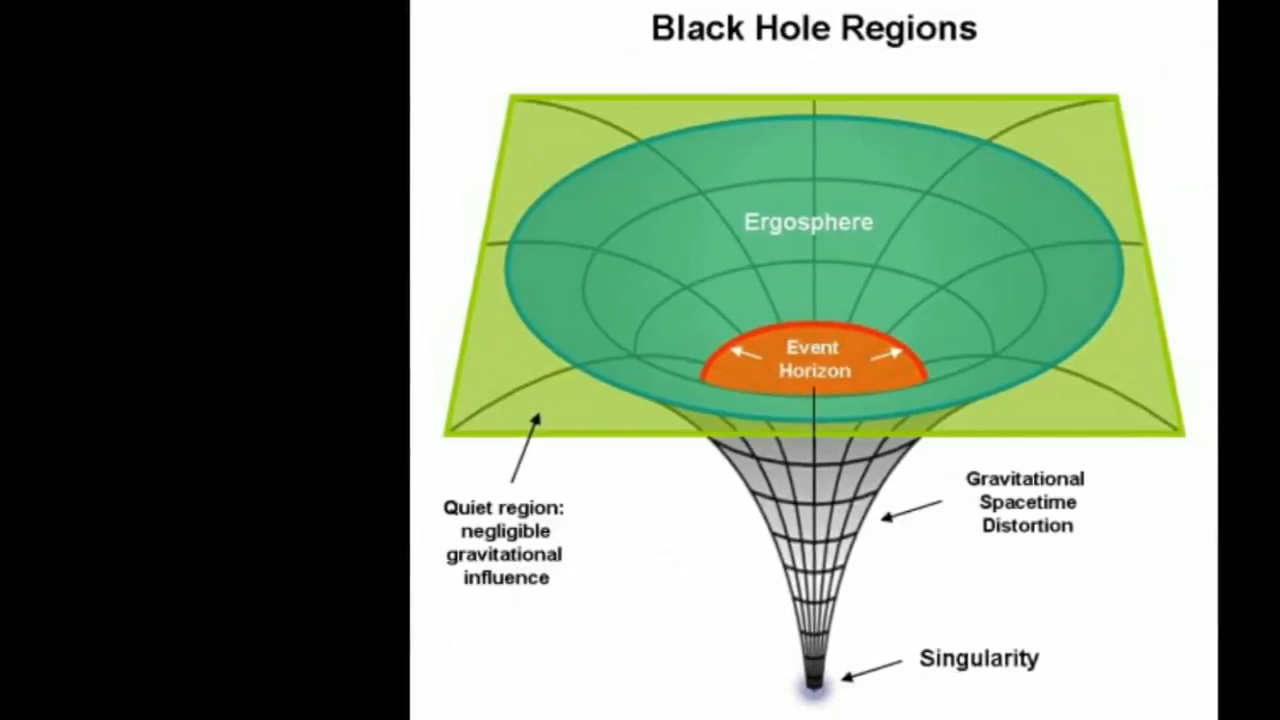 Black Hole Regions
Ergosphere
Event
Horizon
Quiet region:
negligible
gravitational
influence
Gravitational
Spacetime
Distortion
Singularity